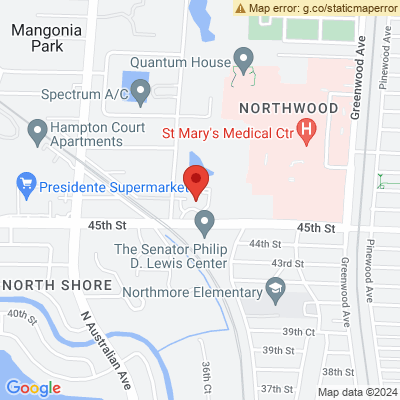 Map error: g.co/staticmaperror
Mangonia
Park
Quantum House
Spectrum A/C
NORTHWOOD
Greenwood Ave
Pinewood Ave
Hampton Court
Apartments
St Mary's Medical Ctr
H
Presidente Supermarket
45th St
45th St
The Senator Philip
D. Lewis Center
44th St
43rd St
NORTH SHORE
Northmore Elementary
Greenwood Ave
Pinewood Ave
40th St
N Australian Ave
39th Ct
39th St
36th Ct
37th St
38th St
Google
Map data ©2024